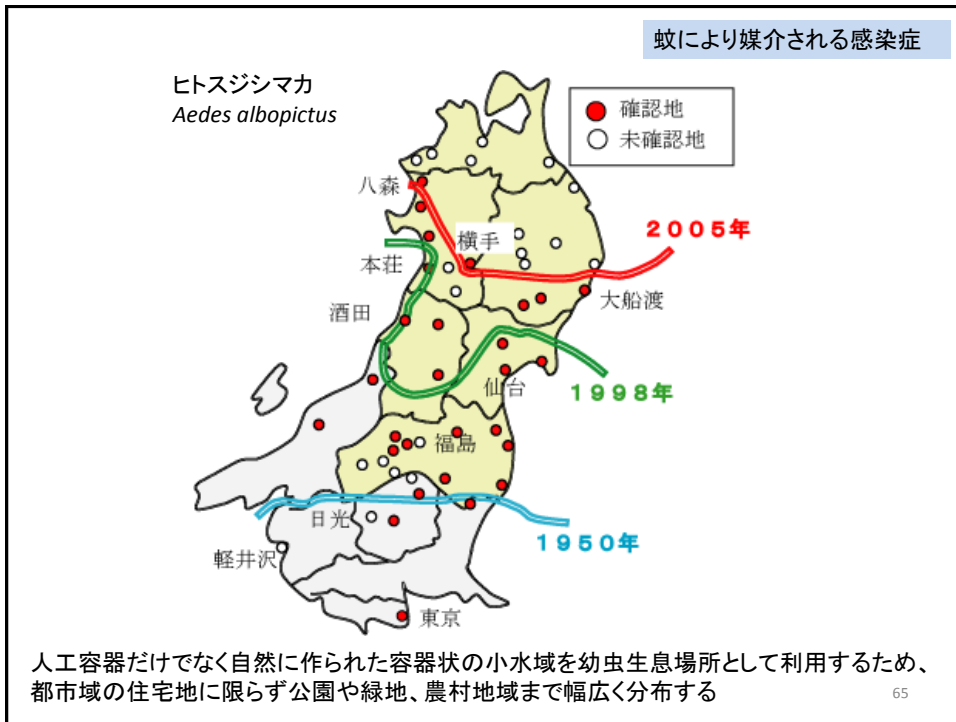 蚊により媒介される感染症
ヒトスジシマカ
Aedes albopictus
確認地
未確認地
八森
横手
2005年
本荘
大船渡
酒田
仙台
1998年
福島
日光
1950年
軽井沢
東京
人工容器だけでなく自然に作られた容器状の小水域を幼虫生息場所として利用するため、
都市域の住宅地に限らず公園や緑地、農村地域まで幅広く分布する
65